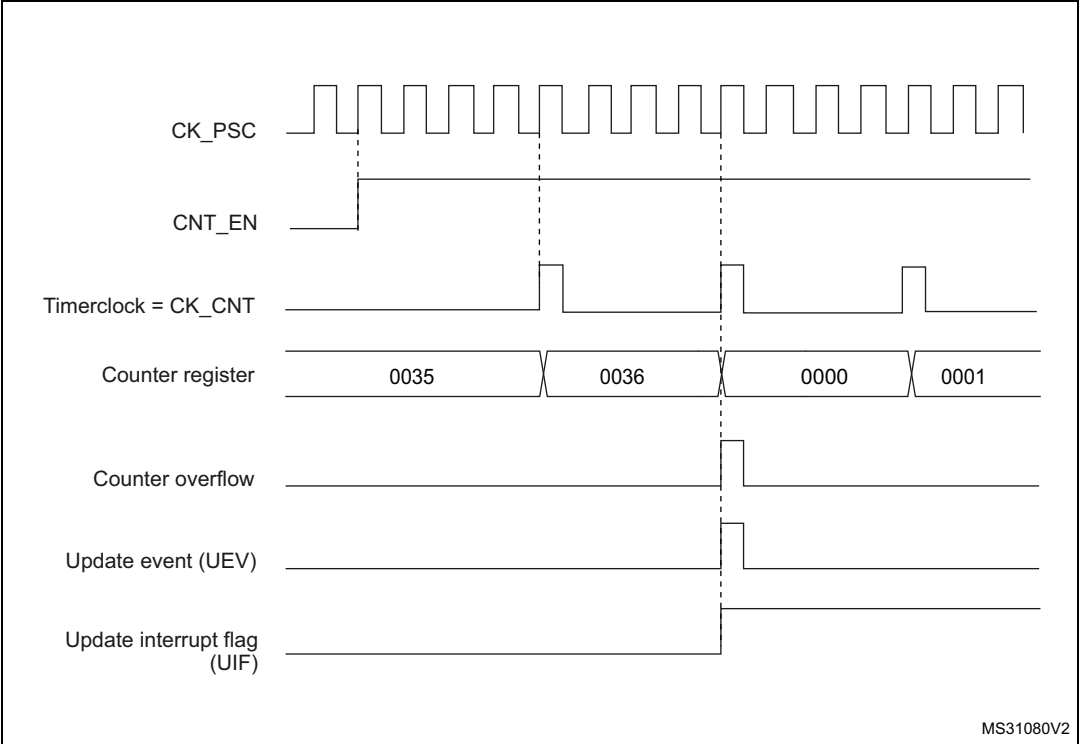 CK_PSC
CNT_EN
Timerclock = CK_CNT
Counter register
0035
0036
0000
0001
Counter overflow
Update event (UEV)
Update interrupt flag
(UIF)
MS31080V2